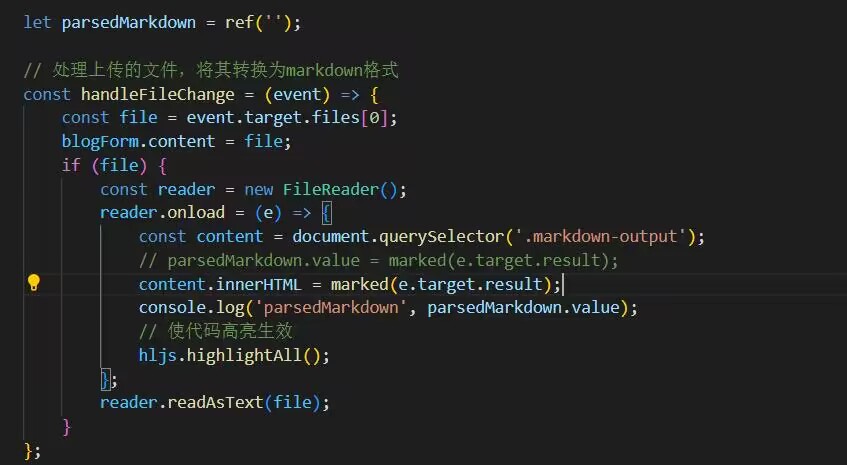 let parsedMarkdown = ref('');
// 处理上传的文件，将其转换为markdown格式
const handleFileChange = (event) => {
const file = event.target.files[0];
blogForm.content = file;
if (file) {
const reader = new FileReader();
reader.onload = (e) => {
const content = document.querySelector('.markdown-output');
// parsedMarkdown.value = marked(e.target.result);
content.innerHTML = marked(e.target.result);
console.log('parsedMarkdown', parsedMarkdown.value);
// 使代码高亮生效
hljs.highlightAll();
};
reader.readAsText(file);
}
};